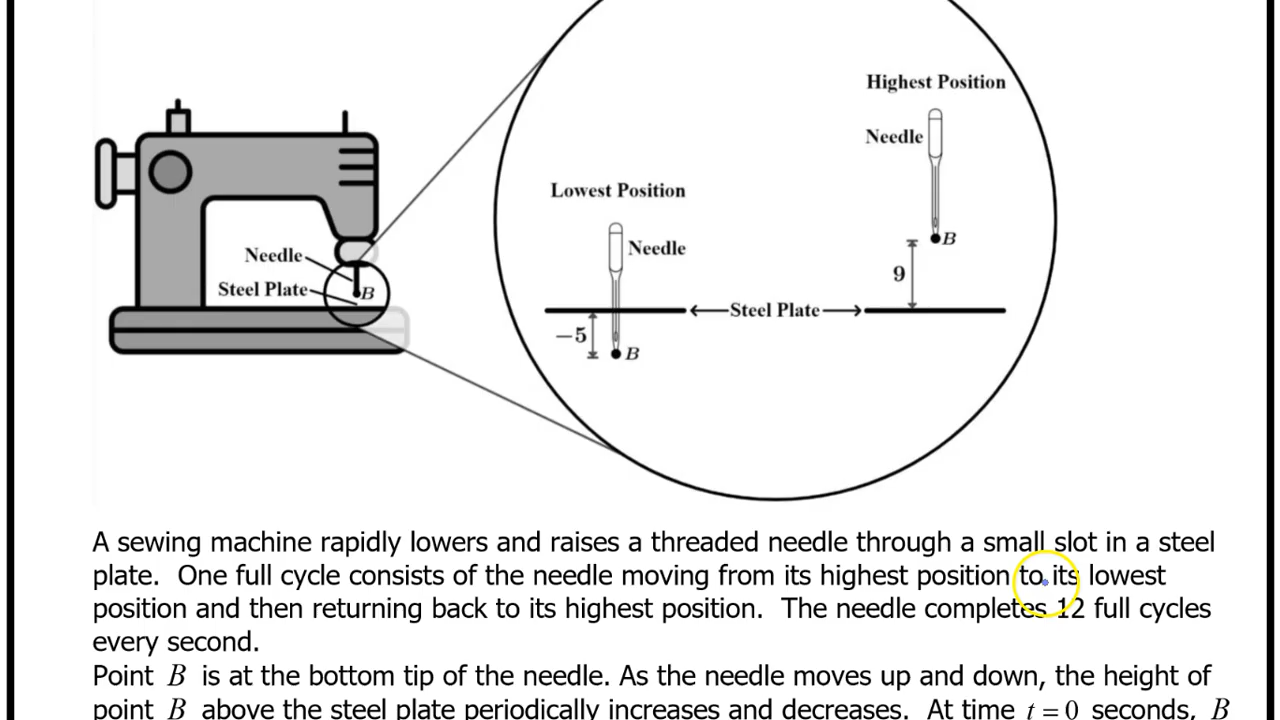 Highest Position
Needle
B
9
Lowest Position
Needle
Steel Plate
−5
B
Needle
Steel Plate
B
A sewing machine rapidly lowers and raises a threaded needle through a small slot in a steel
plate. One full cycle consists of the needle moving from its highest position to its lowest
position and then returning back to its highest position. The needle completes 12 full cycles
every second.
Point B is at the bottom tip of the needle. As the needle moves up and down, the height of
point B above the steel plate periodically increases and decreases. At time t = 0 seconds, B